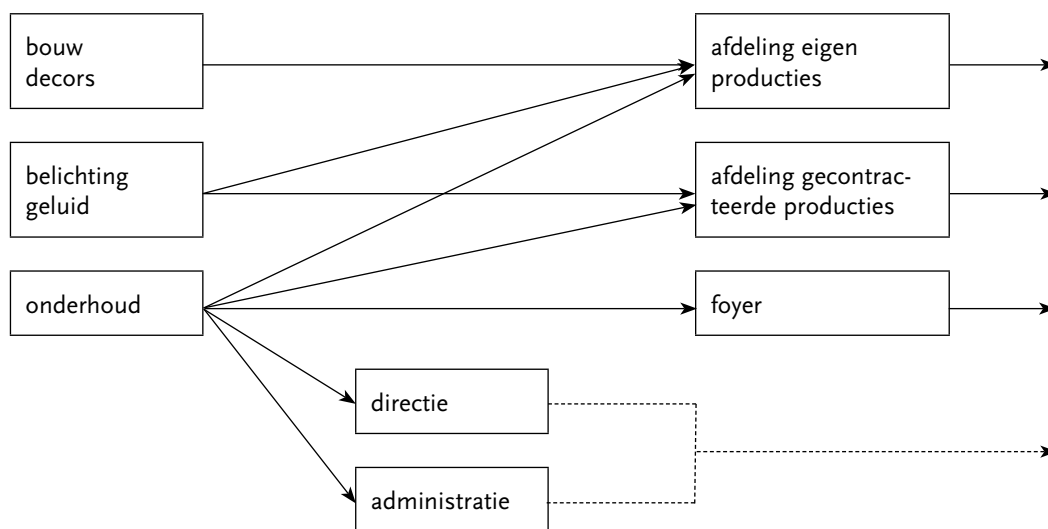 bouw
decors
afdeling eigen
producties
belichting
geluid
afdeling gecontrac-
teerde producties
onderhoud
foyer
directie
administratie